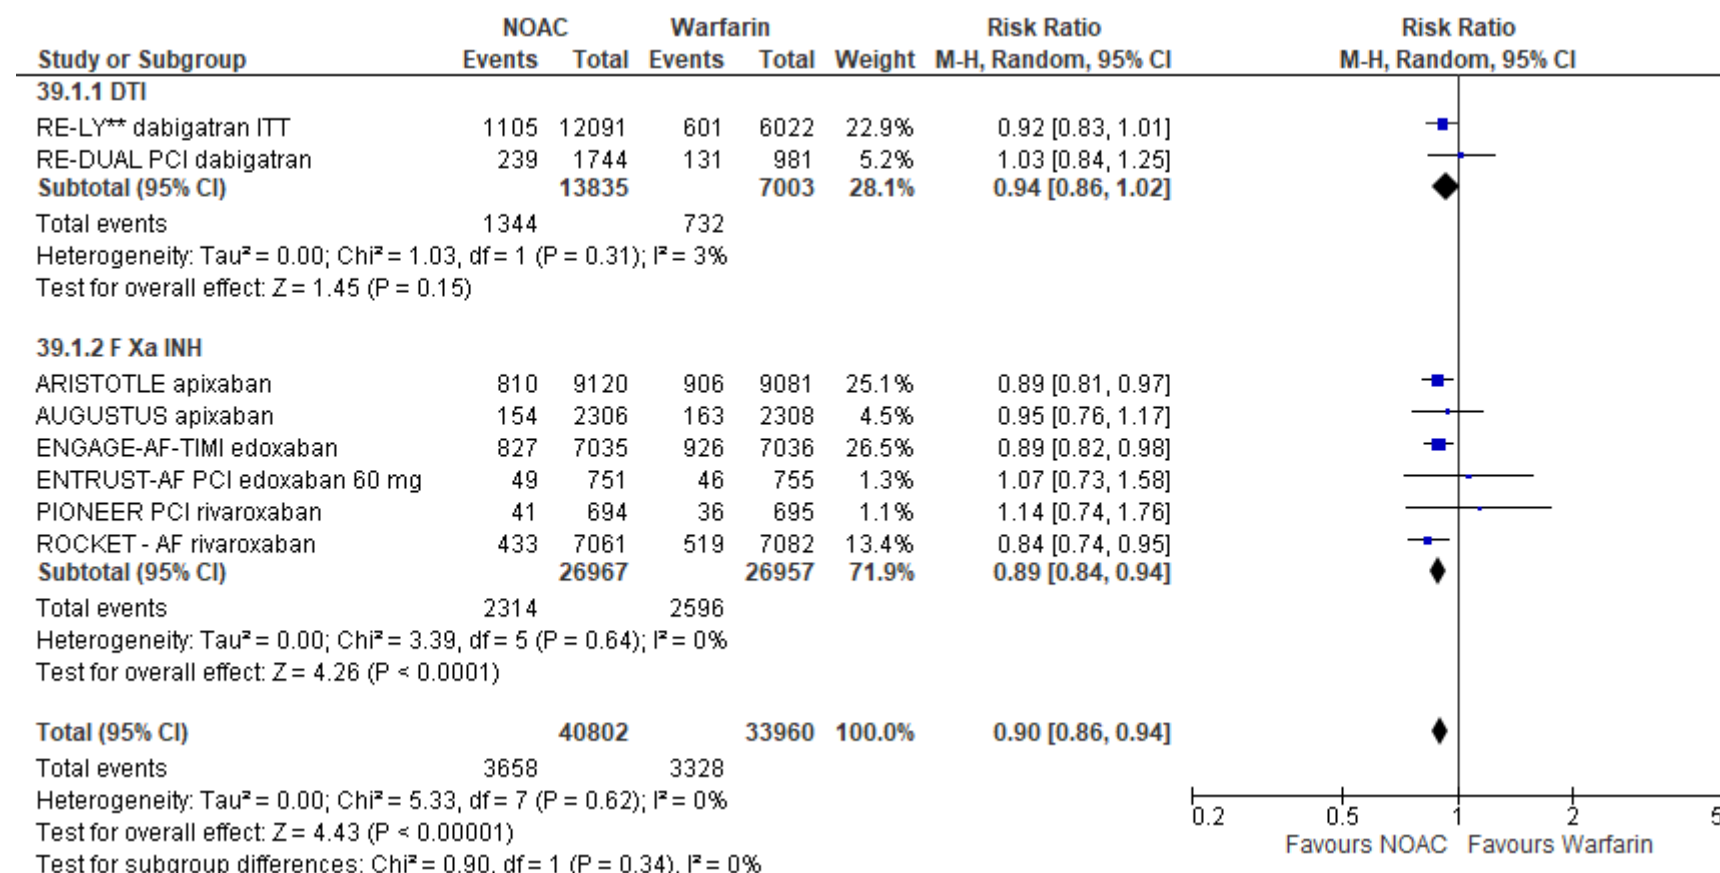 NOAC Warfarin Risk Ratio Risk Ratio
Study or Subgroup Events Total Events Total Weight M-H, Random, 95% CI M-H, Random, 95% CI
39.1.1 DTI
RE-LY** dabigatran ITT 1105 12091 601 6022 22.9% 0.92 [0.83, 1.01]
RE-DUAL PCI dabigatran 239 1744 131 981 5.2% 1.03 [0.84, 1.25]
Subtotal (95% CI) 13835 7003 28.1% 0.94 [0.86, 1.02]
Total events 1344 732
Heterogeneity: Tau² = 0.00; Chi² = 1.03, df = 1 (P = 0.31); I² = 3%
Test for overall effect: Z = 1.45 (P = 0.15)
39.1.2 F Xa INH
ARISTOTLE apixaban 810 9120 906 9081 25.1% 0.89 [0.81, 0.97]
AUGUSTUS apixaban 154 2306 163 2308 4.5% 0.95 [0.76, 1.17]
ENGAGE-AF-TIMI edoxaban 827 7035 926 7036 26.5% 0.89 [0.82, 0.98]
ENTRUST-AF PCI edoxaban 60 mg 49 751 46 755 1.3% 1.07 [0.73, 1.58]
PIONEER PCI rivaroxaban 41 694 36 695 1.1% 1.14 [0.74, 1.76]
ROCKET - AF rivaroxaban 433 7061 519 7082 13.4% 0.84 [0.74, 0.95]
Subtotal (95% CI) 26967 26957 71.9% 0.89 [0.84, 0.94]
Total events 2314 2596
Heterogeneity: Tau² = 0.00; Chi² = 3.39, df = 5 (P = 0.64); I² = 0%
Test for overall effect: Z = 4.26 (P < 0.0001)
Total (95% CI) 40802 33960 100.0% 0.90 [0.86, 0.94]
Total events 3658 3328
Heterogeneity: Tau² = 0.00; Chi² = 5.33, df = 7 (P = 0.62); I² = 0%
Test for overall effect: Z = 4.43 (P < 0.00001)
Test for subgroup differences: Chi² = 0.90, df = 1 (P = 0.34), I² = 0%
0.2 0.5 1 2 5
Favours NOAC Favours Warfarin